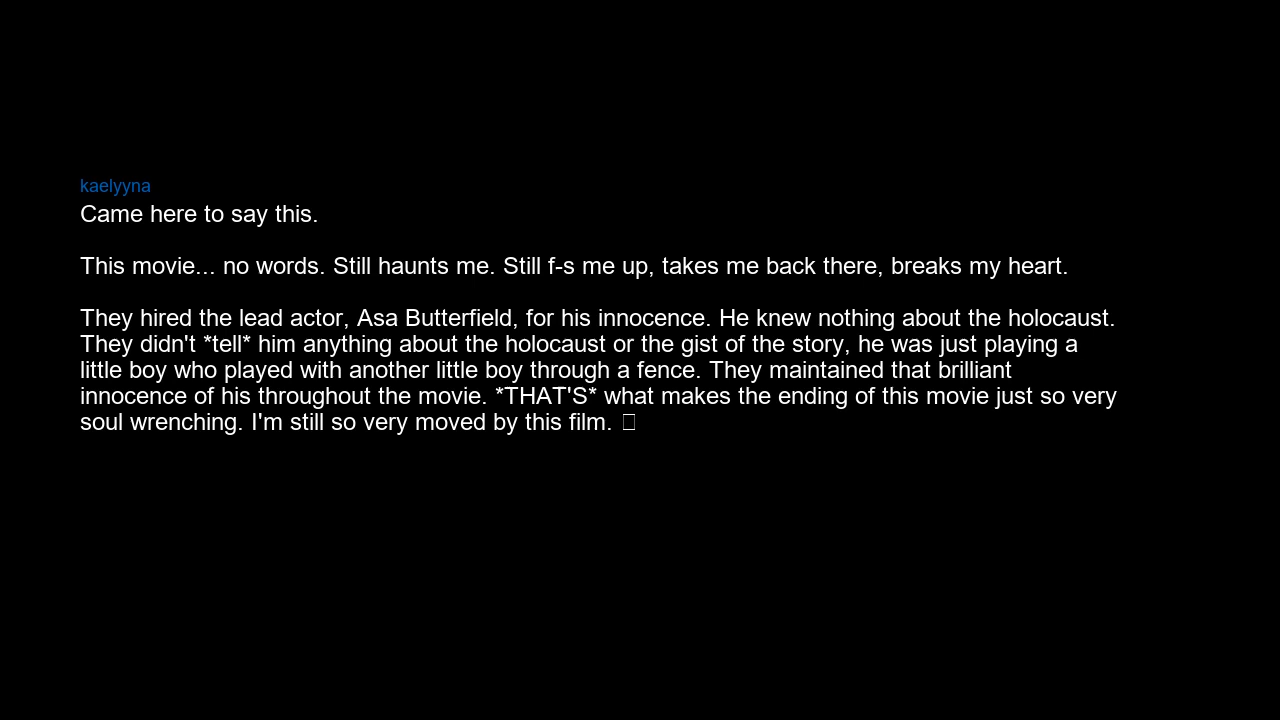 kaelyyna
Came here to say this.
This movie... no words. Still haunts me. Still f-s me up, takes me back there, breaks my heart.
They hired the lead actor, Asa Butterfield, for his innocence. He knew nothing about the holocaust.
They didn't *tell* him anything about the holocaust or the gist of the story, he was just playing a
little boy who played with another little boy through a fence. They maintained that brilliant
innocence of his throughout the movie. *THAT'S* what makes the ending of this movie just so very
soul wrenching. I'm still so very moved by this film.